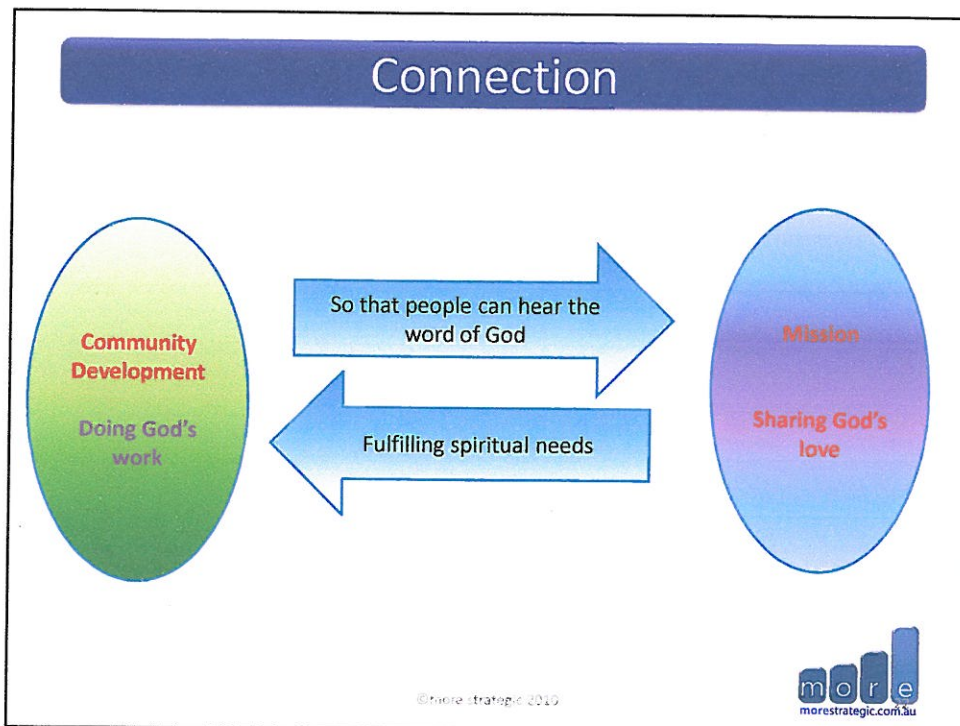 Connection
Community
Development
Doing God's
work
So that people can hear the
word of God
Fulfilling spiritual needs
Mission
Sharing God's
love
©more strategic 2010
more
morestrategic.com.au